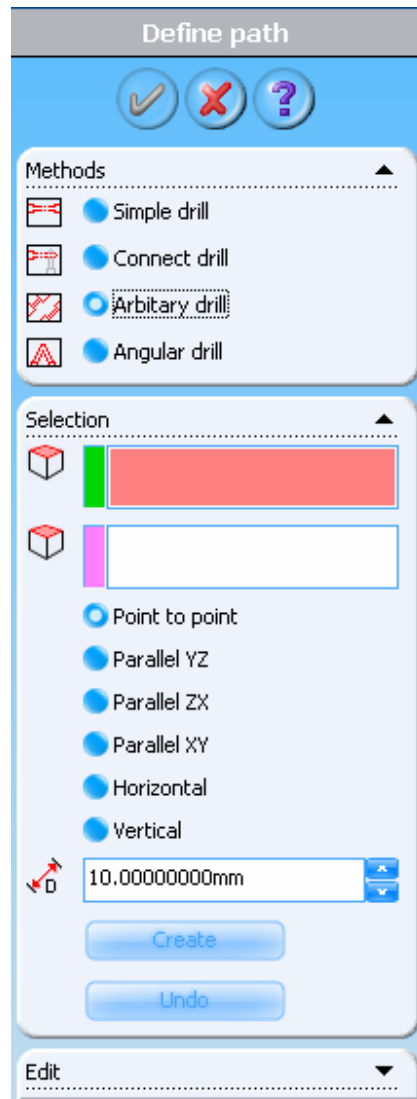 Define path
?
Methods
Simple drill
Connect drill
Arbitary drill
Angular drill
Selection
Point to point
Parallel YZ
Parallel ZX
Parallel XY
Horizontal
Vertical
D
10.00000000mm
Create
Undo
Edit